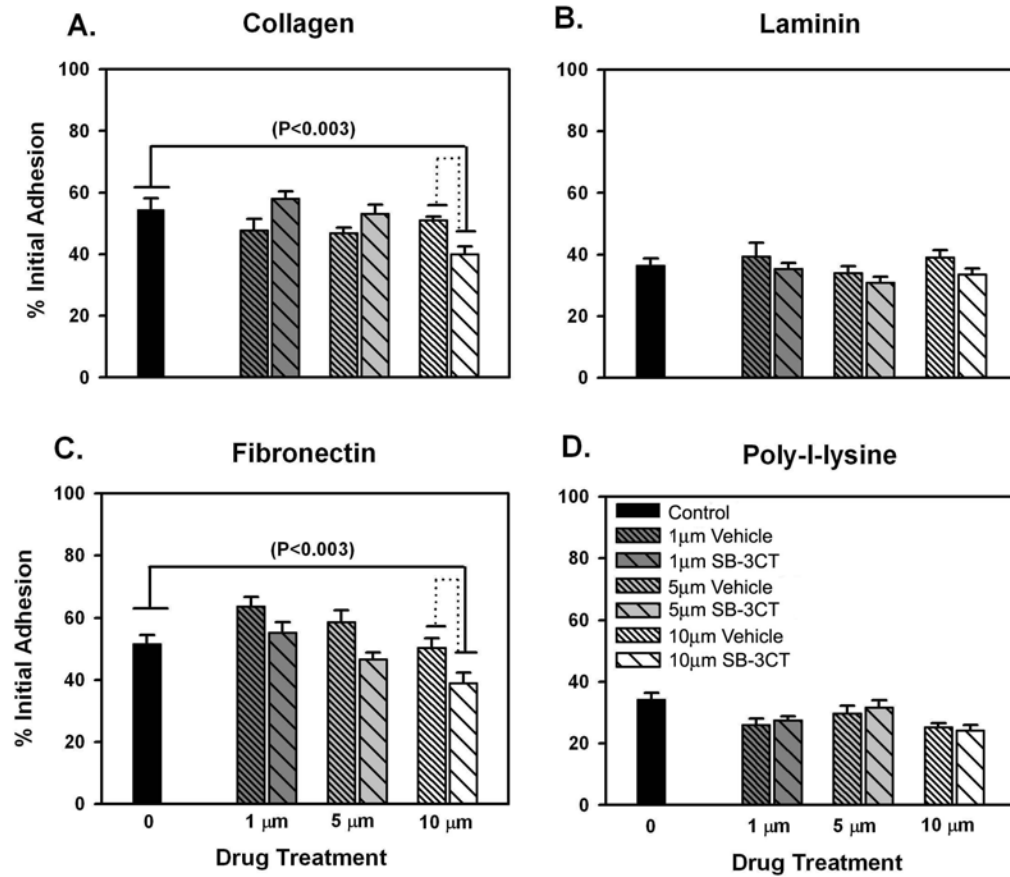 A.
Collagen
B.
Laminin
% Initial Adhesion
100
80
60
40
20
0
(P<0.003)
100
80
60
40
20
0
C.
Fibronectin
D.
Poly-l-lysine
% Initial Adhesion
100
80
60
40
20
0
(P<0.003)
0
1 μm
5 μm
10 μm
Drug Treatment
100
80
60
40
20
0
Control
1μm Vehicle
1μm SB-3CT
5μm Vehicle
5μm SB-3CT
10μm Vehicle
10μm SB-3CT
0
1 μm
5 μm
10 μm
Drug Treatment